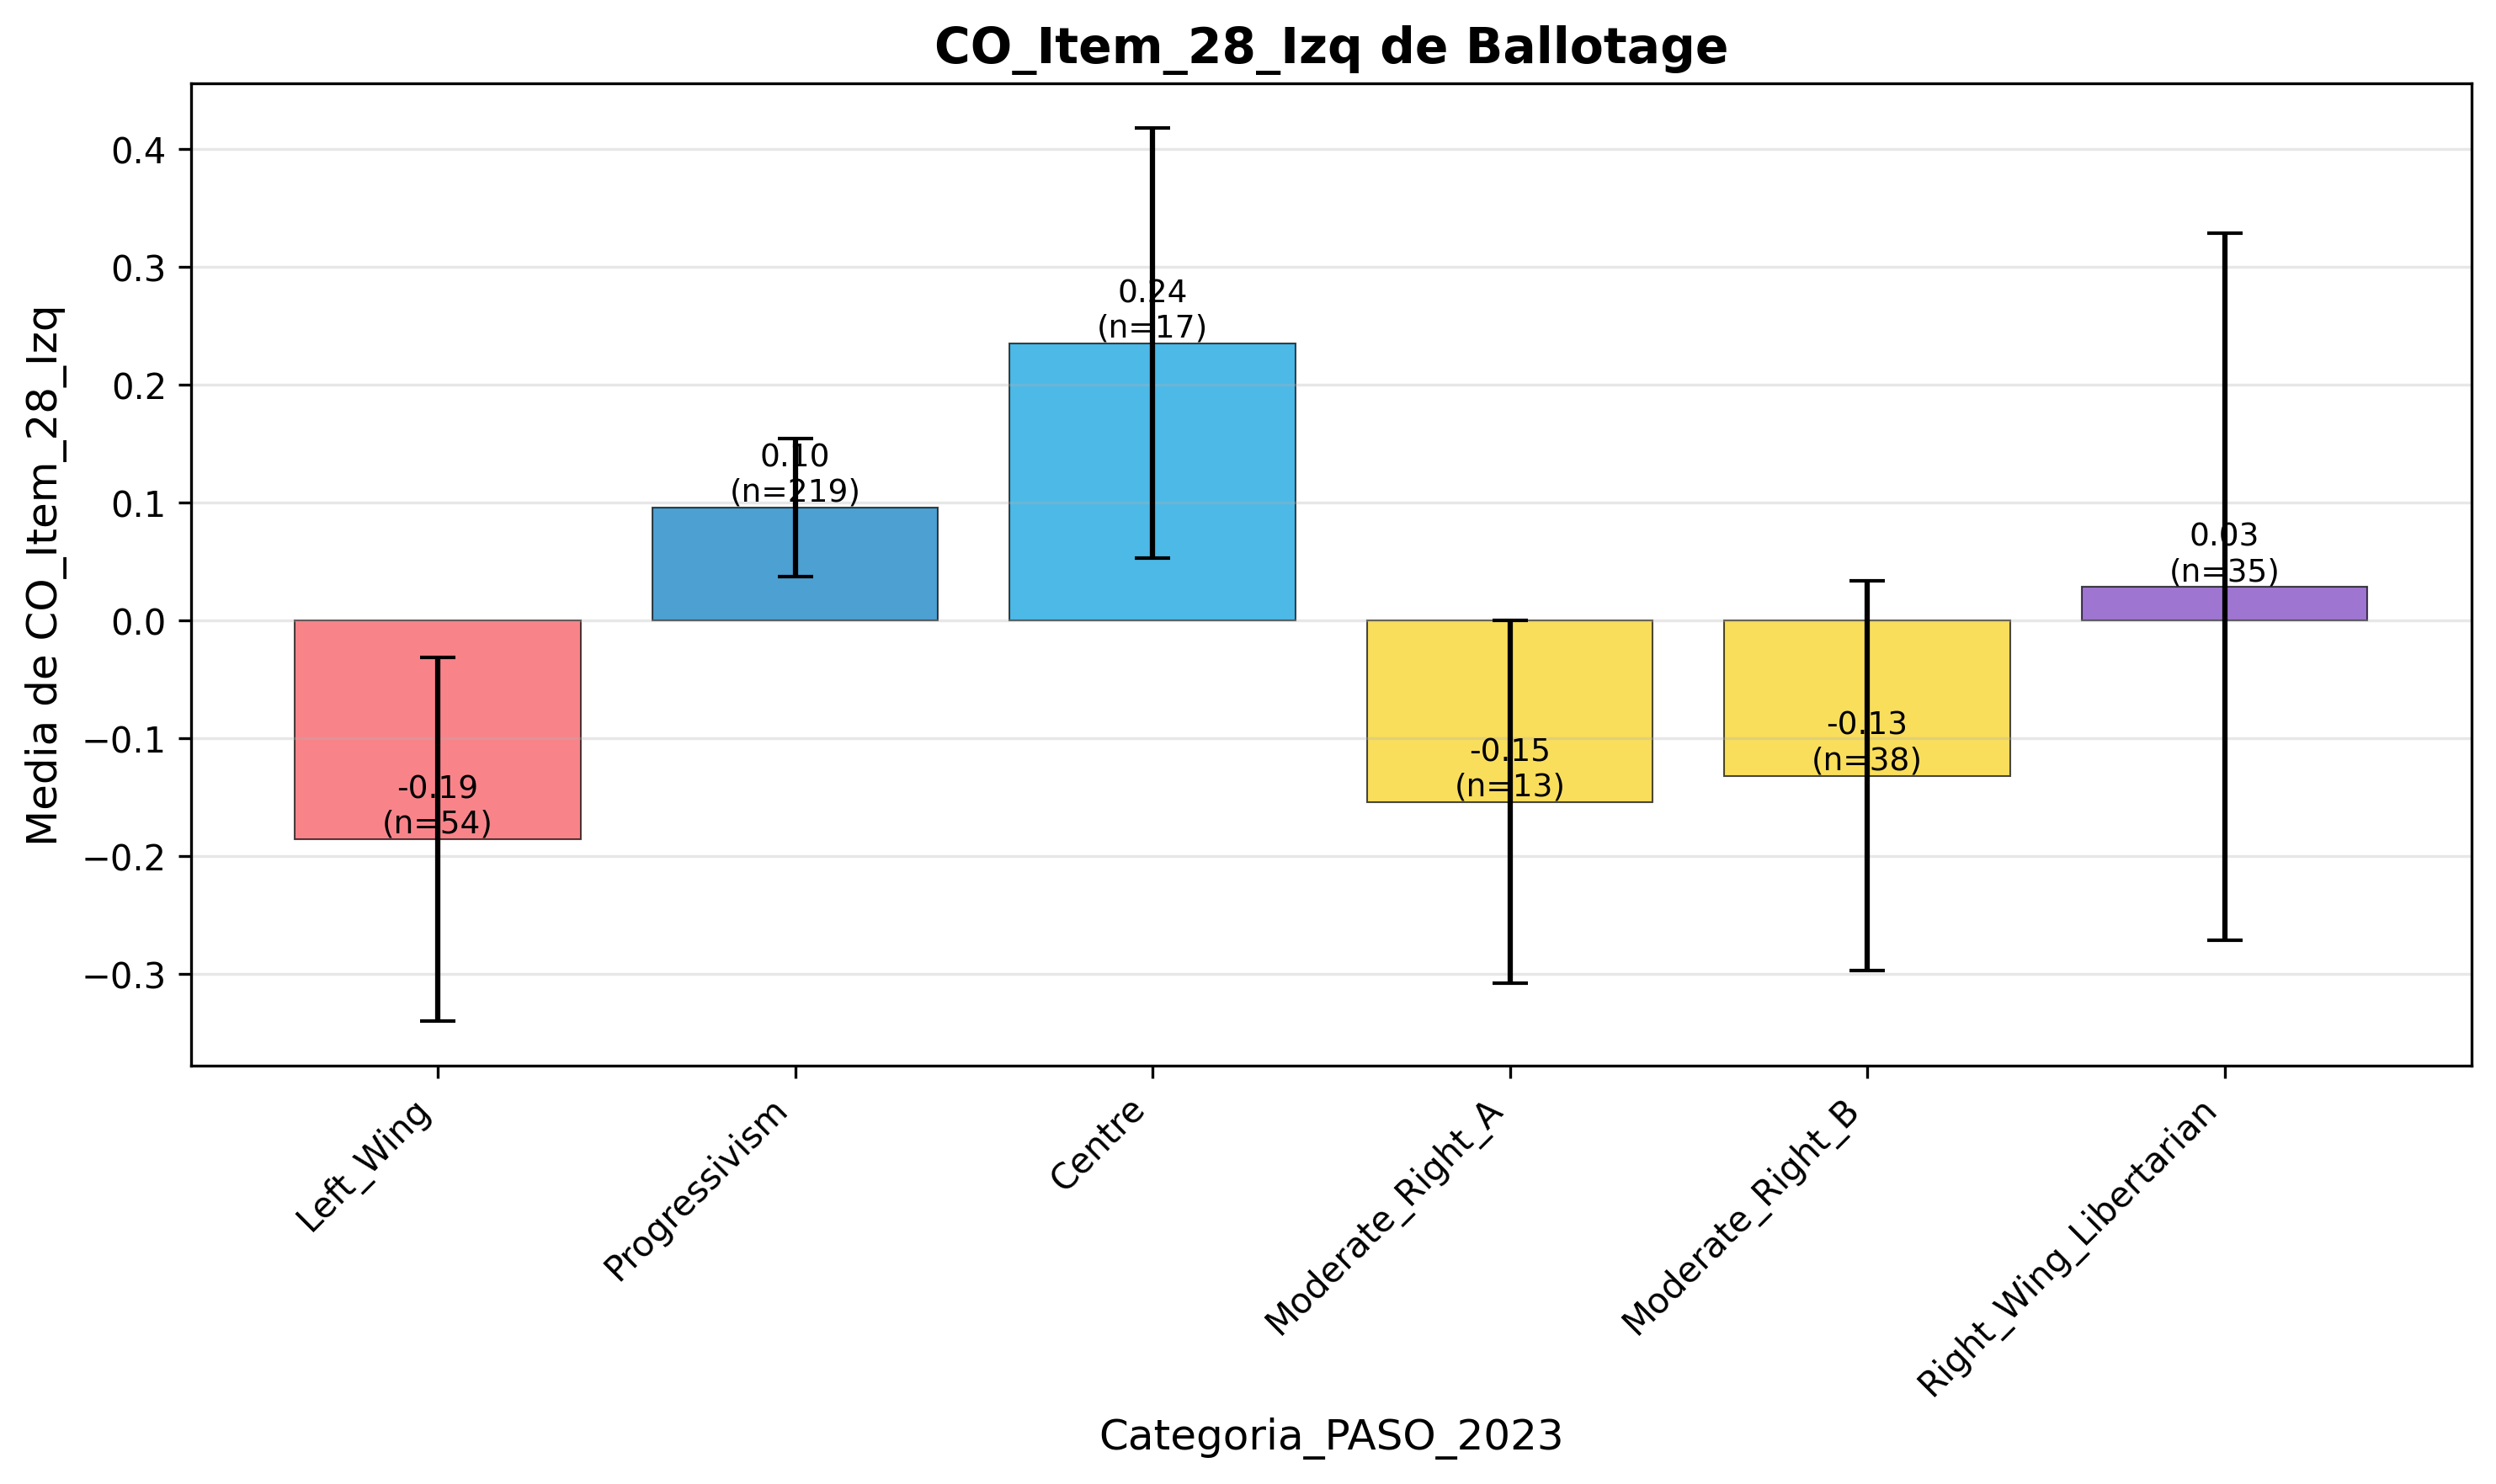 CO_Item_28_Izq de Ballotage
Media de CO_Item_28_Izq
0.4
0.3
0.2
0.1
0.0
−0.1
−0.2
−0.3
-0.19
(n=54)
0.10
(n=219)
0.24
(n=17)
-0.15
(n=13)
-0.13
(n=38)
0.03
(n=35)
Left_Wing
Progressivism
Centre
Moderate_Right_A
Moderate_Right_B
Right_Wing_Libertarian
Categoria_PASO_2023